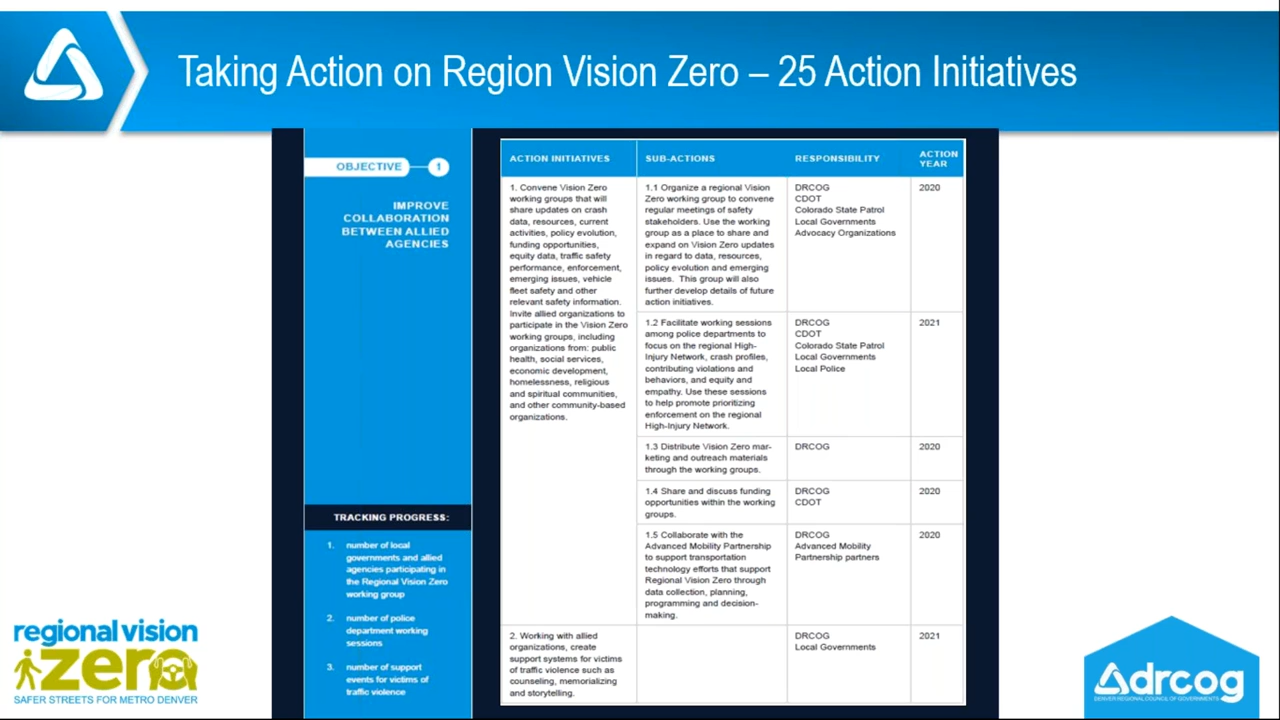 Taking Action on Region Vision Zero – 25 Action Initiatives
OBJECTIVE 1
IMPROVE
COLLABORATION
BETWEEN ALLIED
AGENCIES
TRACKING PROGRESS:
1. number of local
governments and allied
agencies participating in
the Regional Vision Zero
working group
2. number of police
department working
sessions
3. number of support
events for victims of
traffic violence
ACTION INITIATIVES
SUB-ACTIONS
RESPONSIBILITY
ACTION
YEAR
1. Convene Vision Zero
working groups that will
share updates on crash
data, resources, current
activities, policy evolution,
funding opportunities,
equity data, traffic safety
performance, enforcement,
emerging issues, vehicle
fleet safety and other
relevant safety information.
Invite allied organizations to
participate in the Vision Zero
working groups, including
organizations from: public
health, social services,
economic development,
homelessness, religious
and spiritual communities,
and other community-based
organizations.
1.1 Organize a regional Vision
Zero working group to convene
regular meetings of safety
stakeholders. Use the working
group as a place to share and
expand on Vision Zero updates
in regard to data, resources,
policy evolution and emerging
issues. This group will also
further develop details of future
action initiatives.
DRCOG
CDOT
Colorado State Patrol
Local Governments
Advocacy Organizations
2020
1.2 Facilitate working sessions
among police departments to
focus on the regional High-
Injury Network, crash profiles,
contributing violations and
behaviors, and equity and
empathy. Use these sessions
to help promote prioritizing
enforcement on the regional
High-Injury Network.
DRCOG
CDOT
Colorado State Patrol
Local Governments
Local Police
2021
1.3 Distribute Vision Zero mar-
keting and outreach materials
through the working groups.
DRCOG
2020
1.4 Share and discuss funding
opportunities within the working
groups.
DRCOG
CDOT
2020
1.5 Collaborate with the
Advanced Mobility Partnership
to support transportation
technology efforts that support
Regional Vision Zero through
data collection, planning,
programming and decision-
making.
DRCOG
Advanced Mobility
Partnership partners
2020
2. Working with allied
organizations, create
support systems for victims
of traffic violence such as
counseling, memorializing
and storytelling.
DRCOG
Local Governments
2021
regional vision
zero
SAFER STREETS FOR METRO DENVER
drcog
DENVER REGIONAL COUNCIL OF GOVERNMENTS